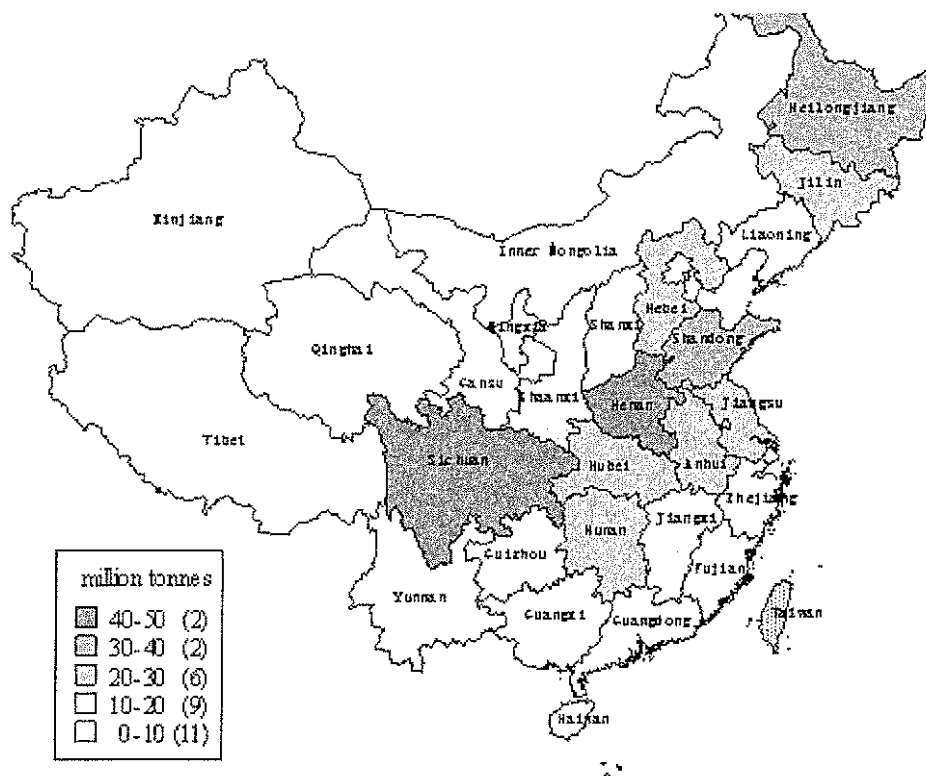 Heilongjiang
Jilin
Xinjiang
Liaoning
Inner Mongolia
Hebei
Ningxia
Shanxi
Shandong
Qinghai
Gansu
Shaanxi
Henan
Jiangsu
Tibet
Sichuan
Hubei
Anhui
Zhejiang
Hunan
Jiangxi
Guizhou
Fujian
Yunnan
Guangxi
Guangdong
Taiwan
Hainan
million tonnes
40-50 (2)
30-40 (2)
20-30 (6)
10-20 (9)
0-10 (11)